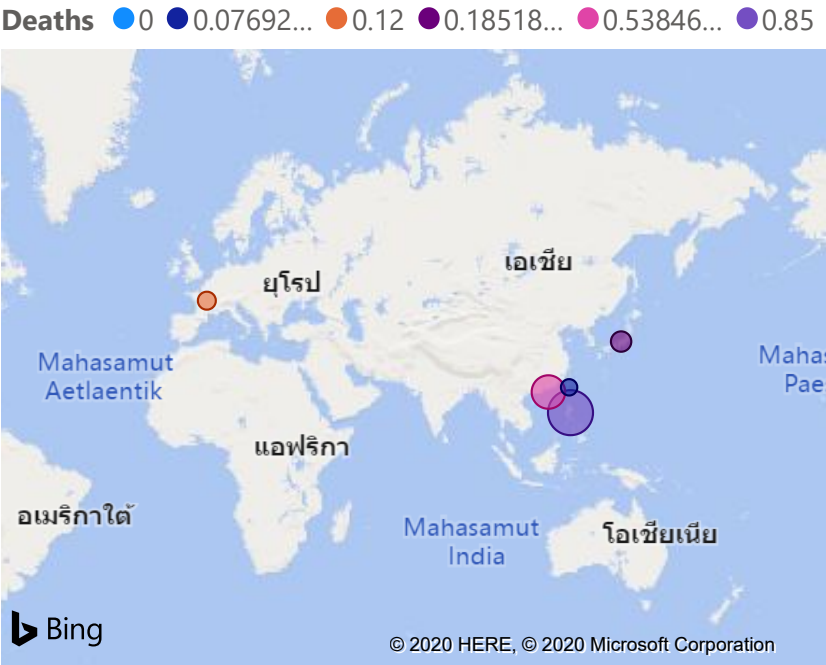 Deaths 0 0.07692... 0.12 0.18518... 0.53846... 0.85
ยุโรป
เอเชีย
Mahasamut
Aetlaentik
Mahas
Pae
แอฟริกา
อเมริกาใต้
Mahasamut
India
โอเชียเนีย
Bing
© 2020 HERE, © 2020 Microsoft Corporation